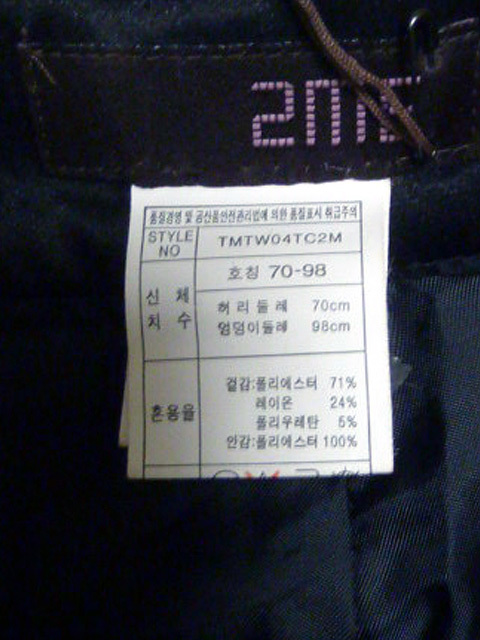 품질경영 및 공산품안전관리법에 의한 품질표시 취급주의
STYLE NO
TMTW04TC2M
신체 치수
호칭 70-98
허리둘레 70cm
엉덩이둘레 98cm
혼용율
겉감:폴리에스터 71%
레이온 24%
폴리우레탄 5%
안감:폴리에스터 100%